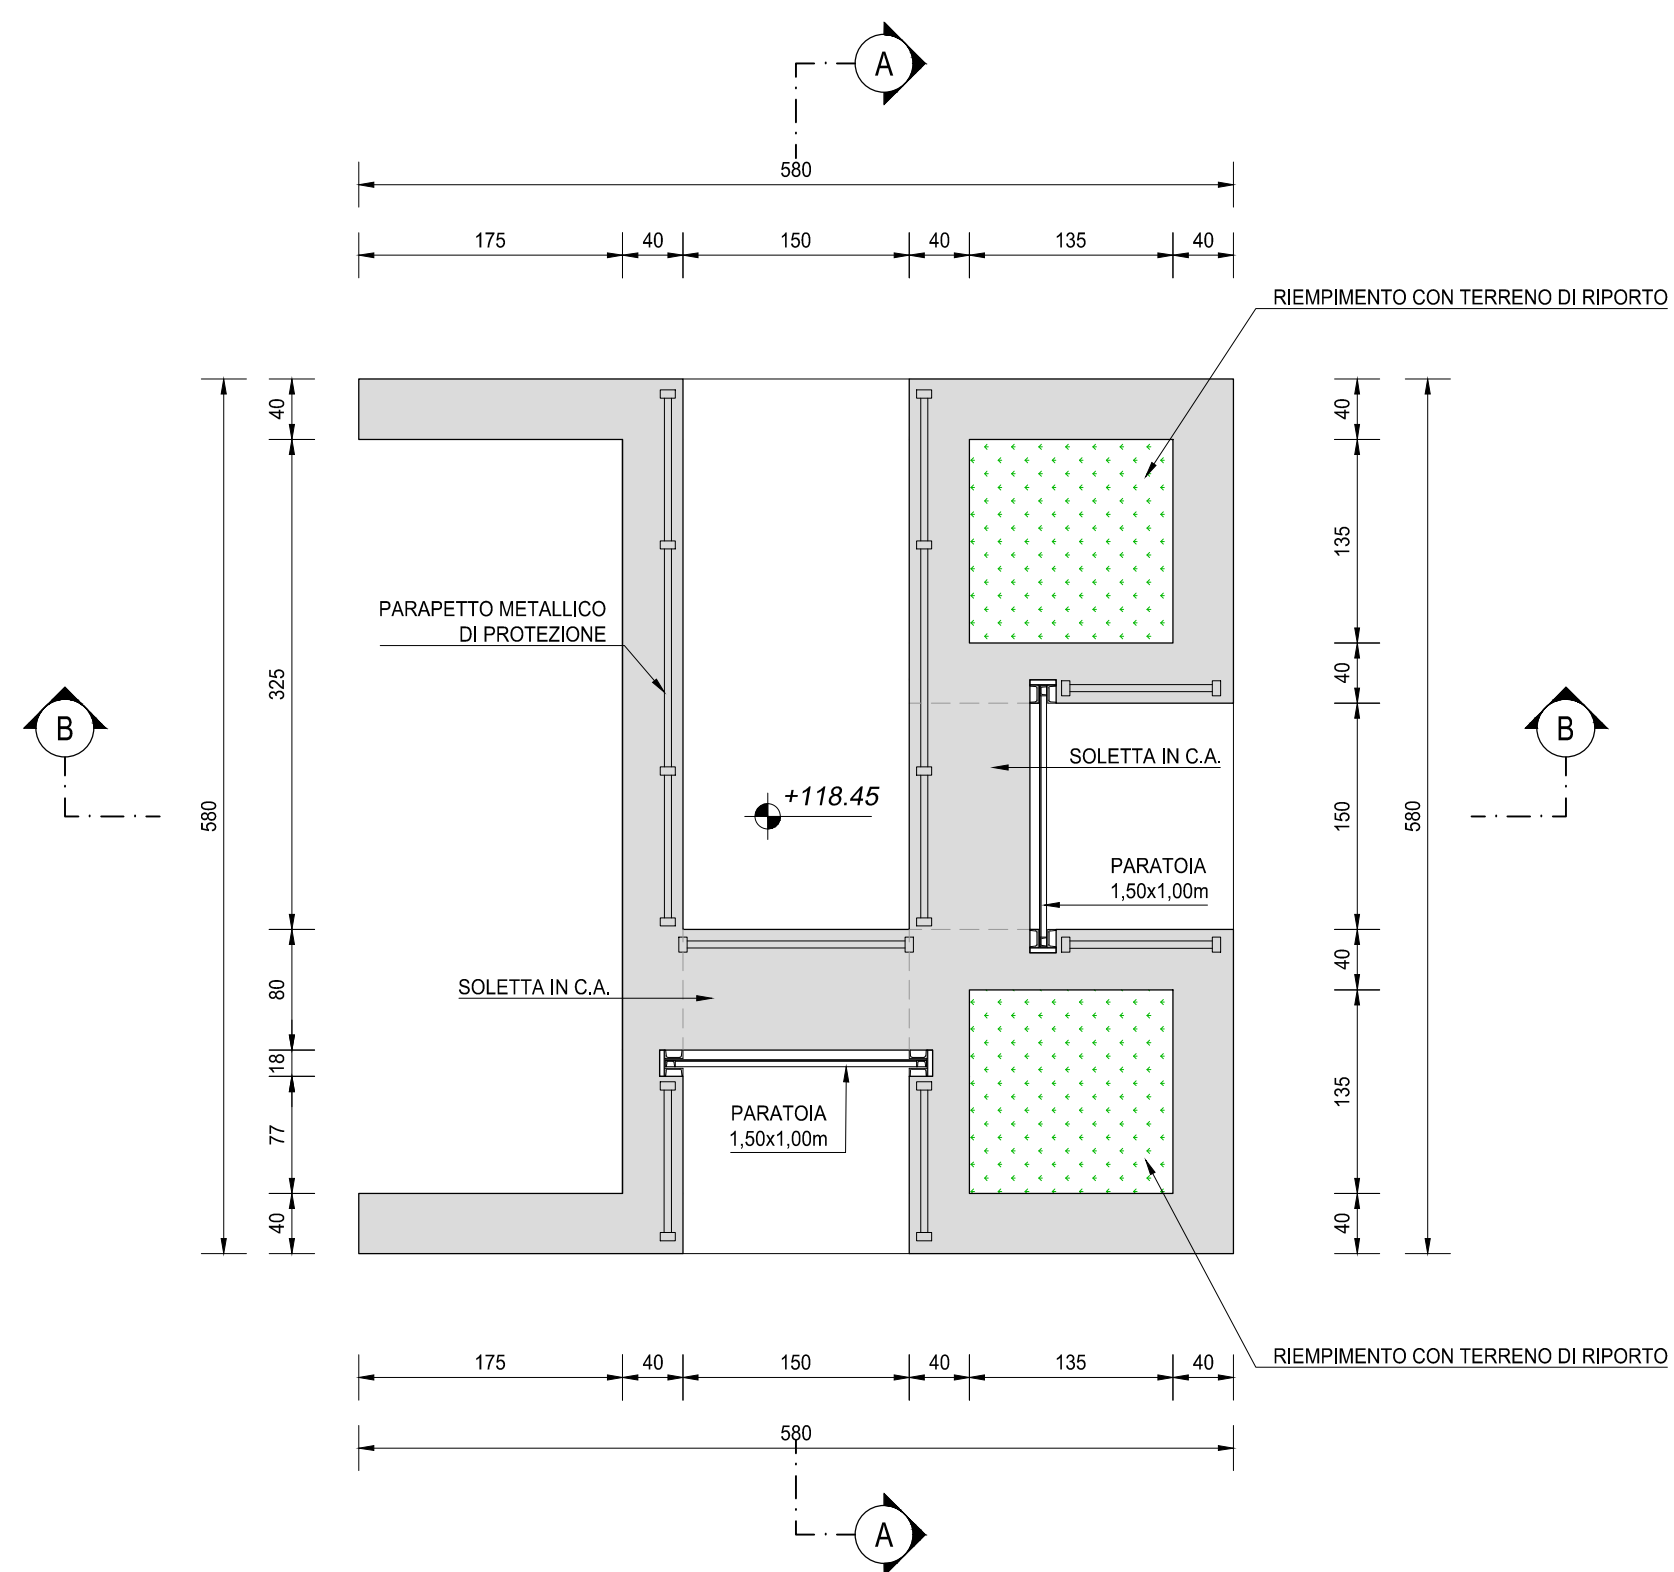 A
580
175 40 150 40 135 40
RIEMPIMENTO CON TERRENO DI RIPORTO
40
40
325
135
PARAPETTO METALLICO
DI PROTEZIONE
40
B
B
SOLETTA IN C.A.
+118.45
580
150
580
PARATOIA
1,50x1,00m
40
80
SOLETTA IN C.A.
18
135
77
PARATOIA
1,50x1,00m
40
40
RIEMPIMENTO CON TERRENO DI RIPORTO
175 40 150 40 135 40
580
A